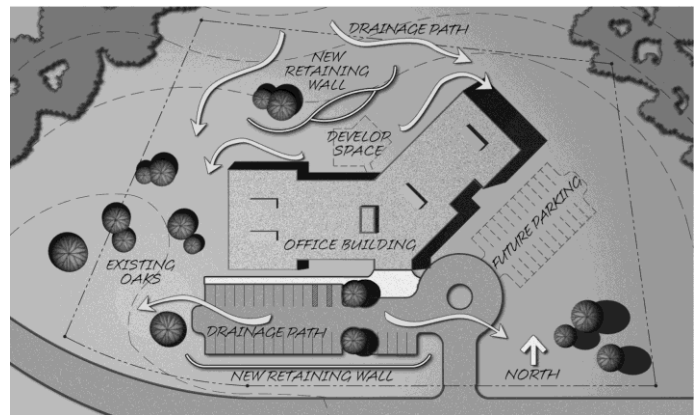 DRAINAGE PATH
NEW
RETAINING
WALL
DEVELOP
SPACE
FUTURE PARKING
OFFICE BUILDING
EXISTING
OAKS
DRAINAGE PATH
NEW RETAINING WALL
NORTH